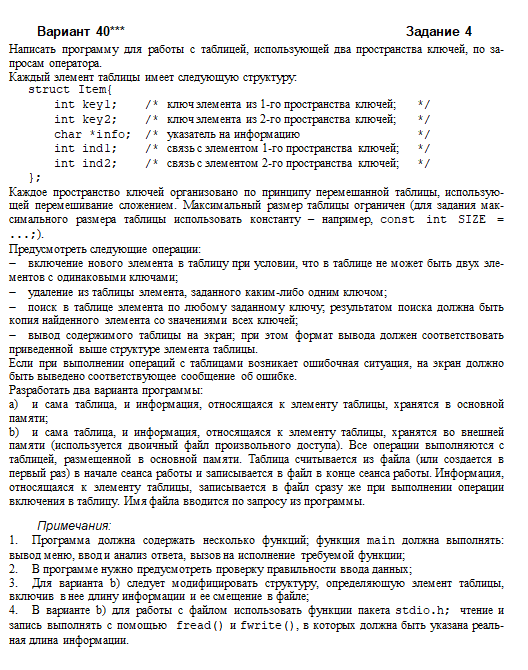 Вариант 40*** Задание 4
Написать программу для работы с таблицей, использующей два пространства ключей, по за-
просам оператора.
Каждый элемент таблицы имеет следующую структуру:
struct Item{
int key1; /* ключ элемента из 1-го пространства ключей; */
int key2; /* ключ элемента из 2-го пространства ключей; */
char *info; /* указатель на информацию */
int ind1; /* связь с элементом 1-го пространства ключей; */
int ind2; /* связь с элементом 2-го пространства ключей; */
};
Каждое пространство ключей организовано по принципу перемешанной таблицы, использую-
щей перемешивание сложением. Максимальный размер таблицы ограничен (для задания мак-
симального размера таблицы использовать константу – например, const int SIZE =
...;).
Предусмотреть следующие операции:
– включение нового элемента в таблицу при условии, что в таблице не может быть двух эле-
ментов с одинаковыми ключами;
– удаление из таблицы элемента, заданного каким-либо одним ключом;
– поиск в таблице элемента по любому заданному ключу; результатом поиска должна быть
копия найденного элемента со значениями всех ключей;
– вывод содержимого таблицы на экран; при этом формат вывода должен соответствовать
приведенной выше структуре элемента таблицы.
Если при выполнении операций с таблицами возникает ошибочная ситуация, на экран должно
быть выведено соответствующее сообщение об ошибке.
Разработать два варианта программы:
a) и сама таблица, и информация, относящаяся к элементу таблицы, хранятся в основной
памяти;
b) и сама таблица, и информация, относящаяся к элементу таблицы, хранятся во внешней
памяти (используется двоичный файл произвольного доступа). Все операции выполняются с
таблицей, размещенной в основной памяти. Таблица считывается из файла (или создается в
первый раз) в начале сеанса работы и записывается в файл в конце сеанса работы. Информация,
относящаяся к элементу таблицы, записывается в файл сразу же при выполнении операции
включения в таблицу. Имя файла вводится по запросу из программы.
Примечания:
1. Программа должна содержать несколько функций; функция main должна выполнять:
вывод меню, ввод и анализ ответа, вызов на исполнение требуемой функции;
2. В программе нужно предусмотреть проверку правильности ввода данных;
3. Для варианта b) следует модифицировать структуру, определяющую элемент таблицы,
включив в нее длину информации и ее смещение в файле;
4. В варианте b) для работы с файлом использовать функции пакета stdio.h; чтение и
запись выполнять с помощью fread() и fwrite(), в которых должна быть указана реаль-
ная длина информации.